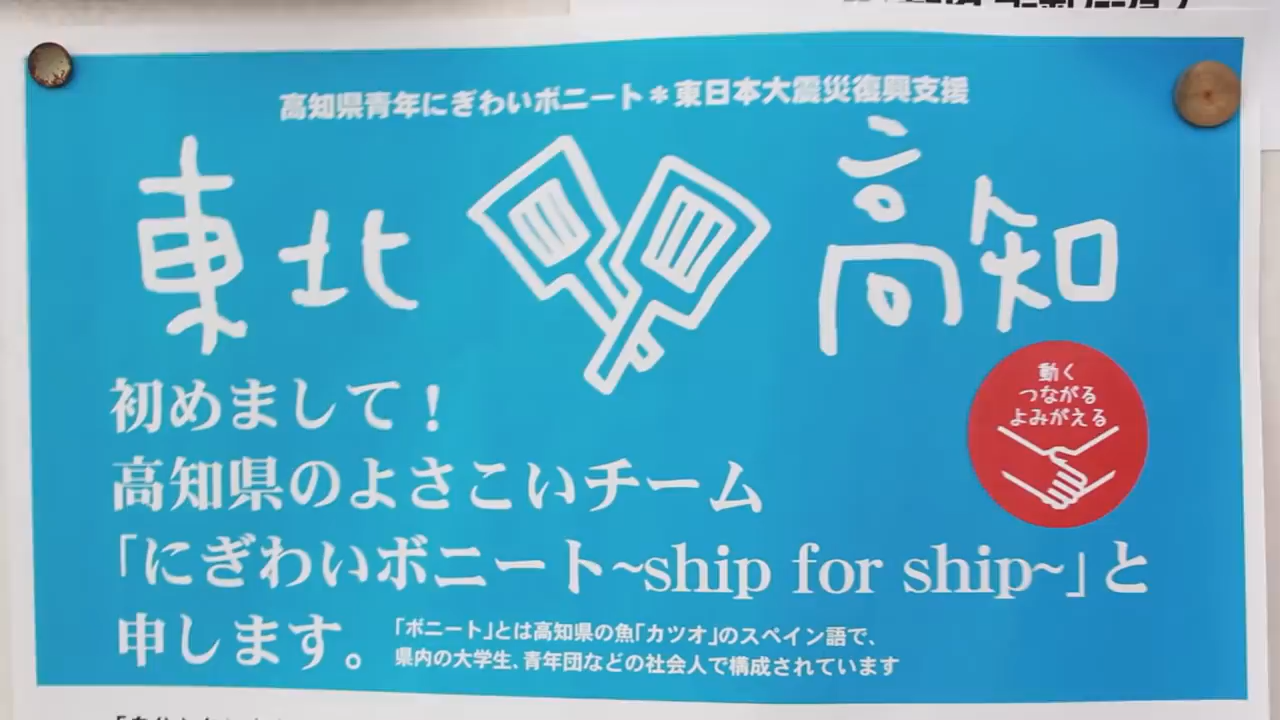 高知県青年にぎわいボニート＊東日本大震災復興支援
東北 高知
動く
つながる
よみがえる
初めまして！
高知県のよさこいチーム
「にぎわいボニート~ship for ship~」と
申します。
「ボニート」とは高知県の魚「カツオ」のスペイン語で、
県内の大学生、青年団などの社会人で構成されています